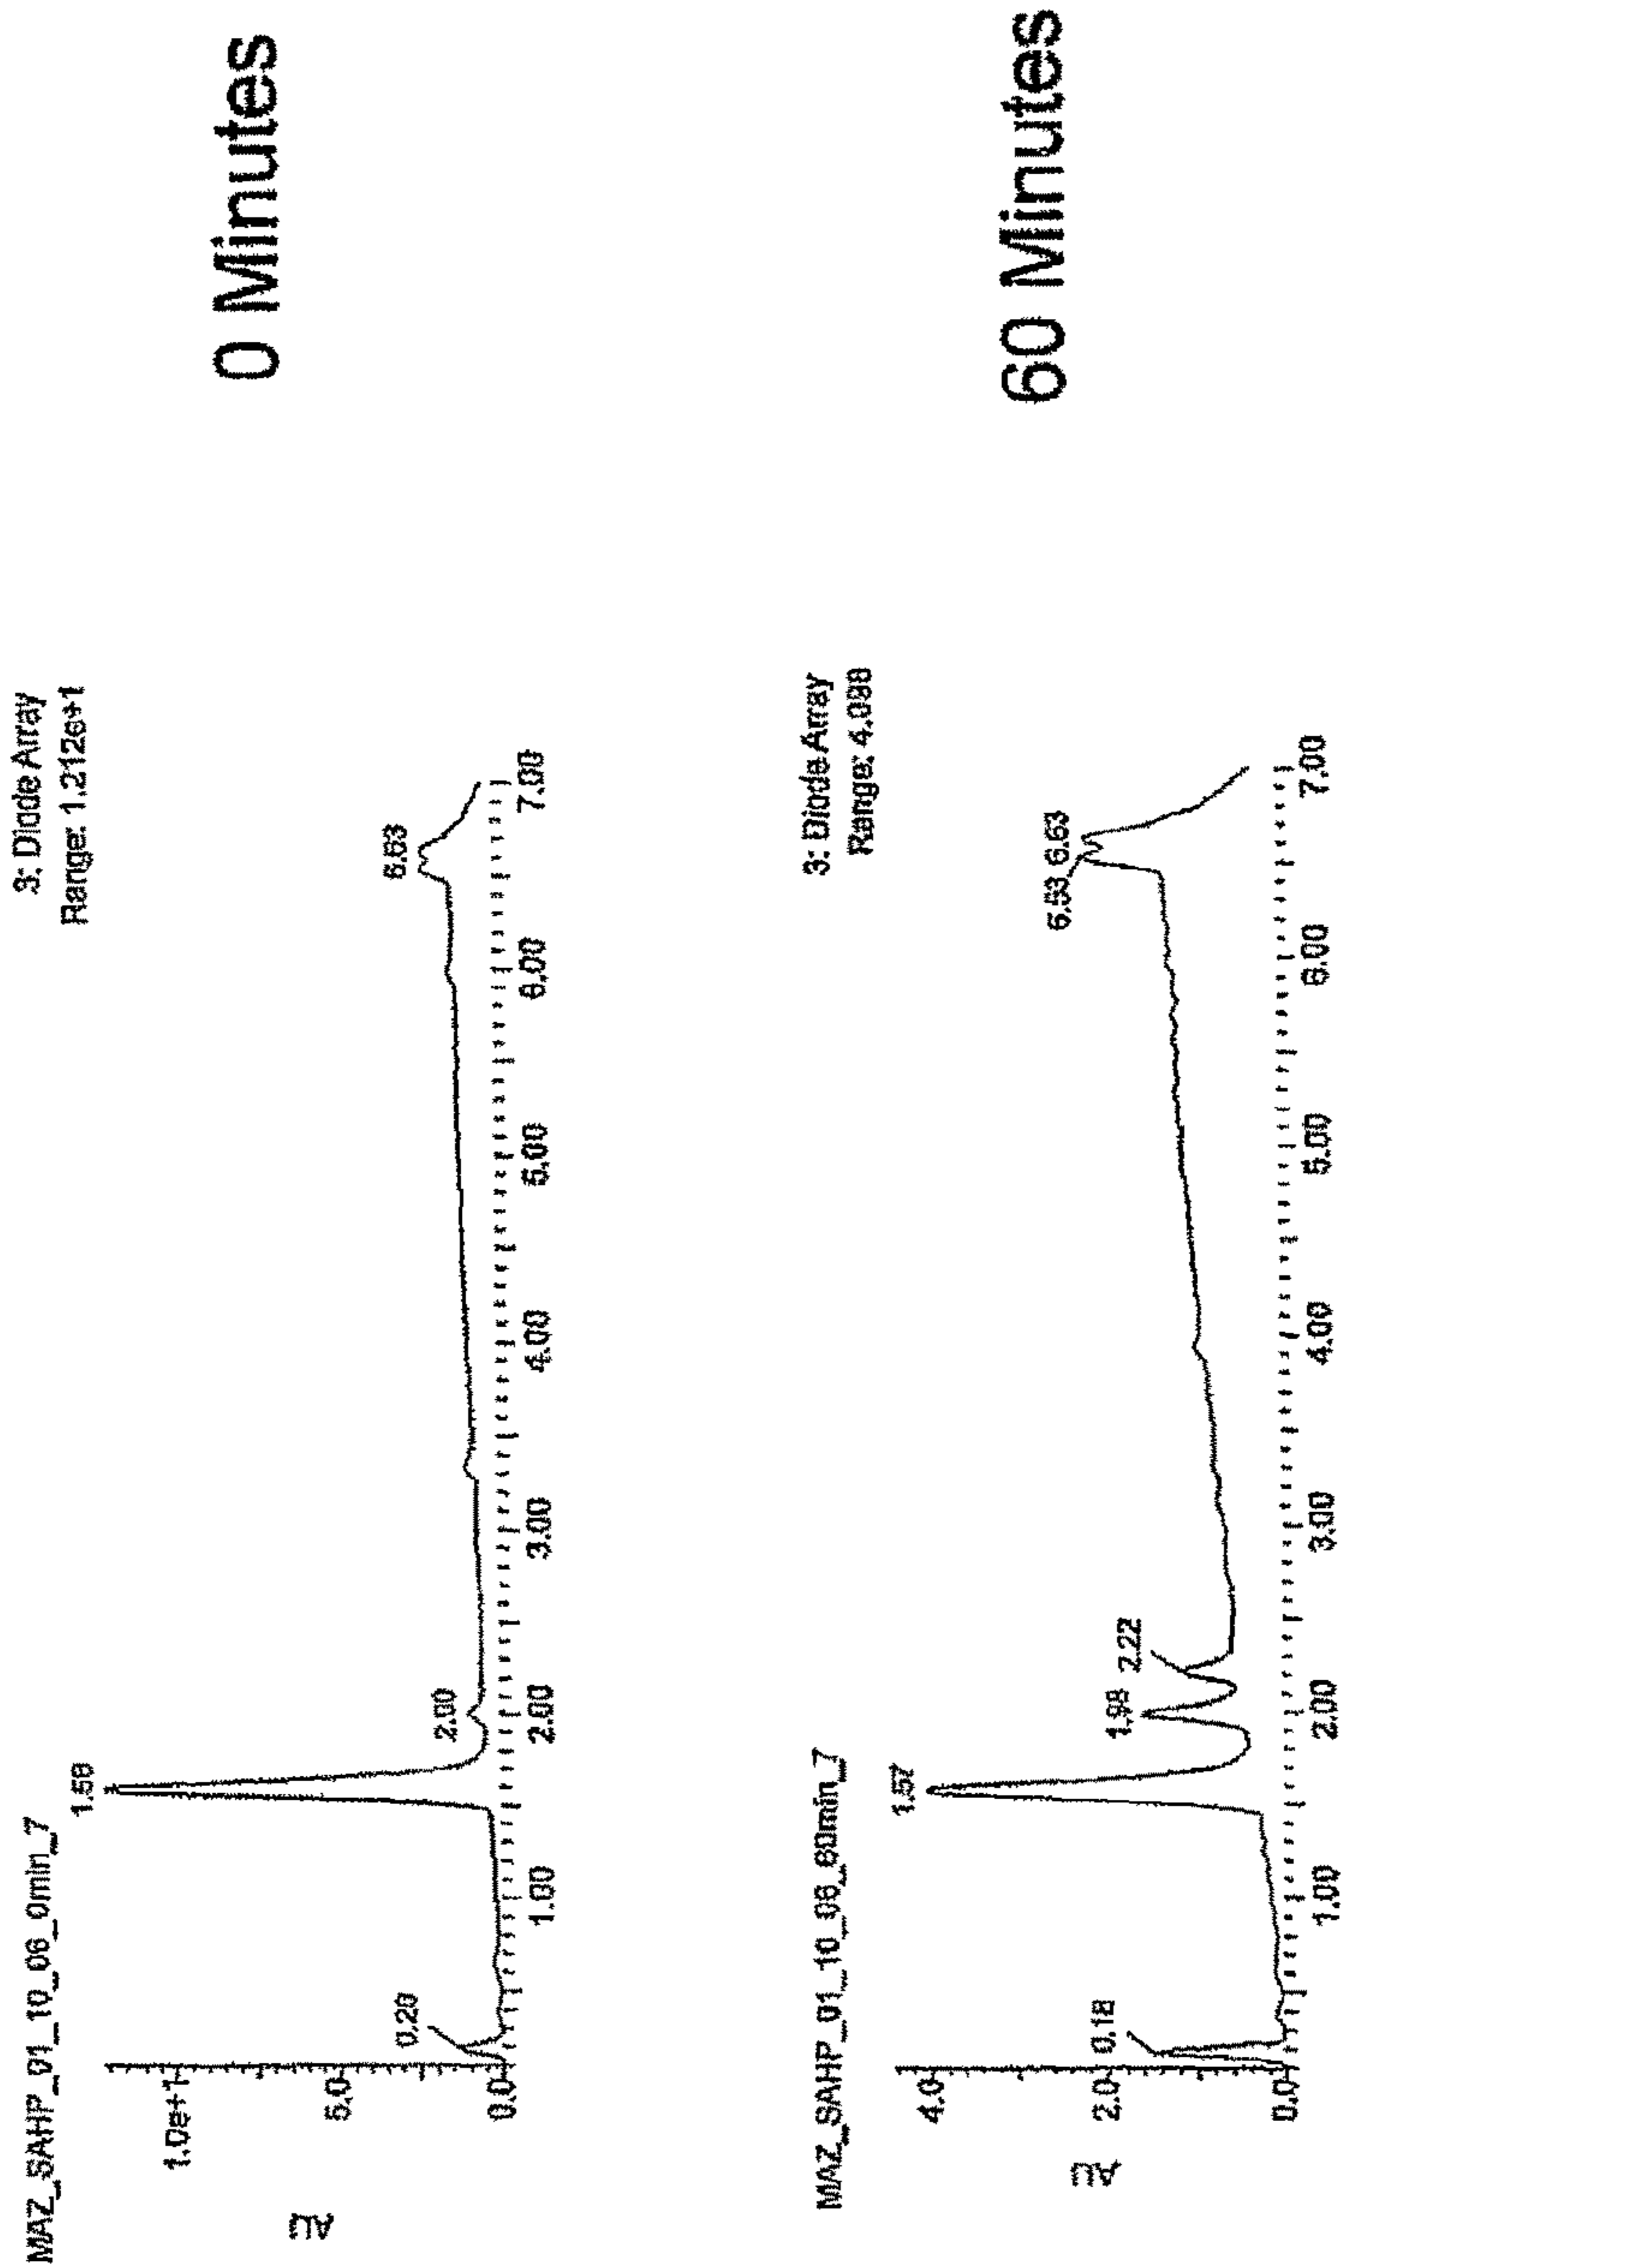 MAZ_SAHP_01_10_06_0min_7
3: Diode Array
Range: 1.212e+1
0 Minutes
1.58
2.00
6.63
0.20
1.0e+1
5.0
0.0
AU
1.00 2.00 3.00 4.00 5.00 6.00 7.00
MAZ_SAHP_01_10_06_60min_7
3: Diode Array
Range: 4.098
60 Minutes
1.57
1.98 2.22
6.53 6.63
0.18
4.0
2.0
0.0
AU
1.00 2.00 3.00 4.00 5.00 6.00 7.00